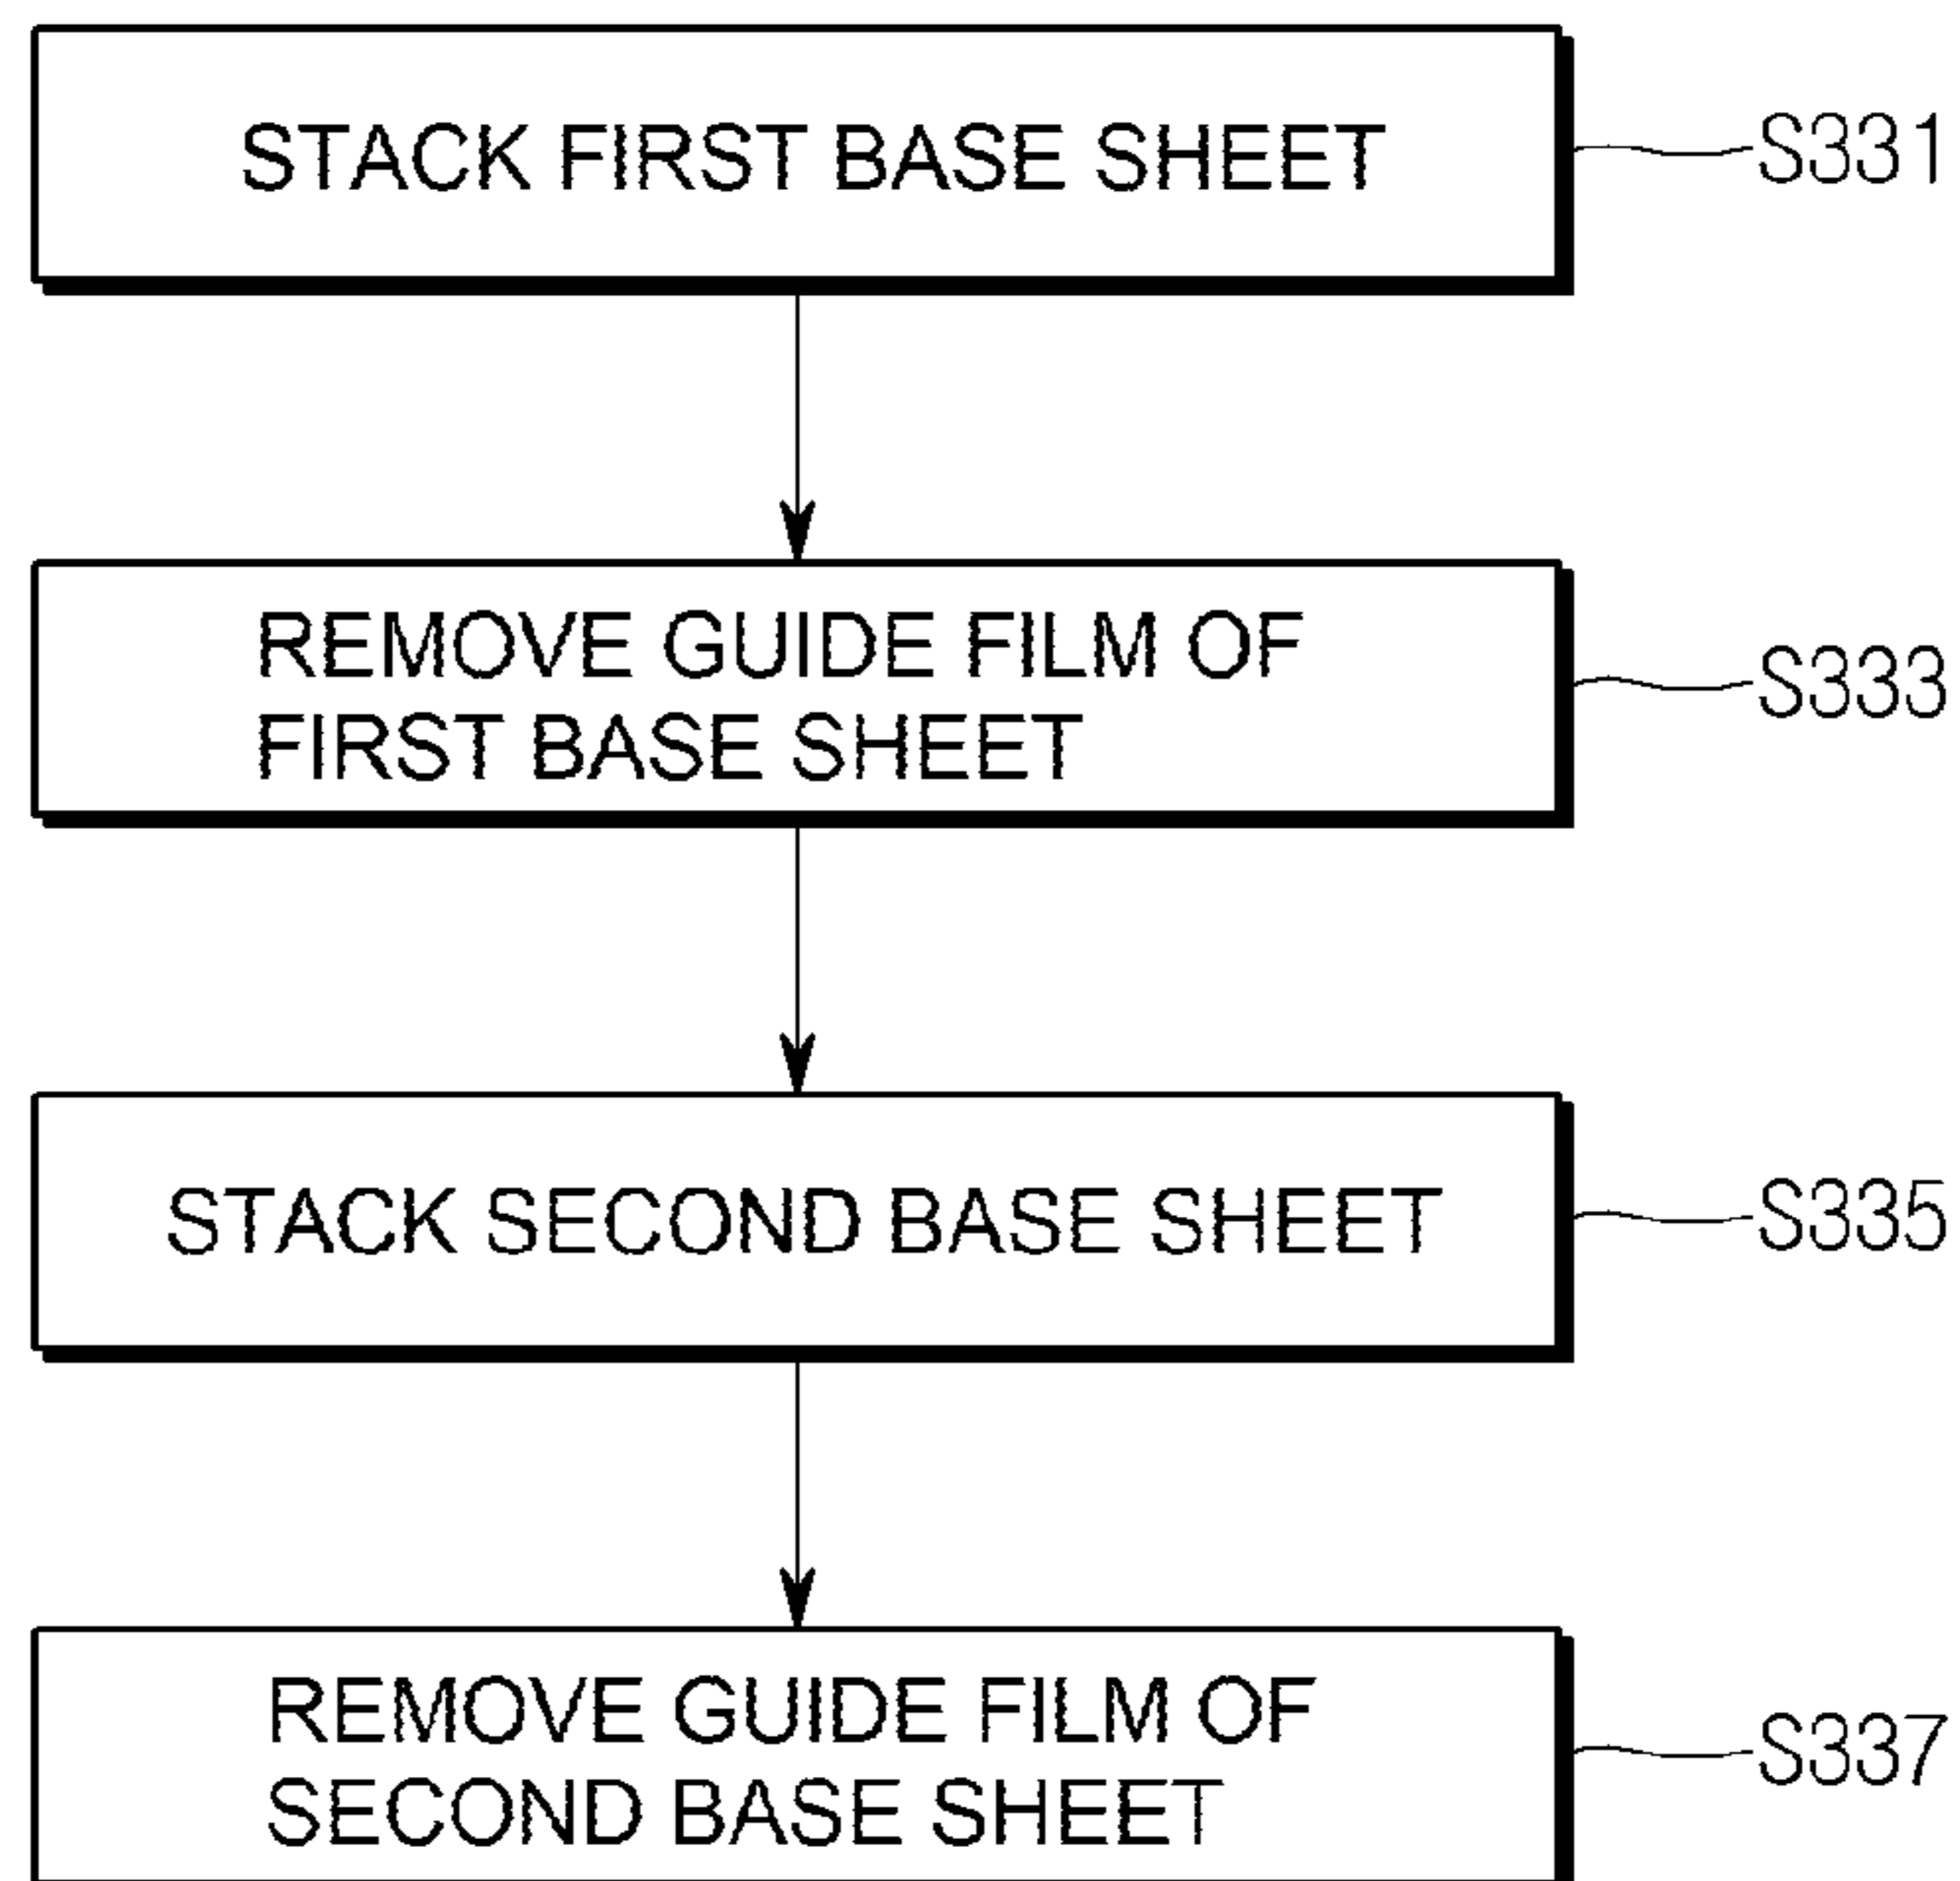 STACK FIRST BASE SHEET
S331
REMOVE GUIDE FILM OF
FIRST BASE SHEET
S333
STACK SECOND BASE SHEET
S335
REMOVE GUIDE FILM OF
SECOND BASE SHEET
S337